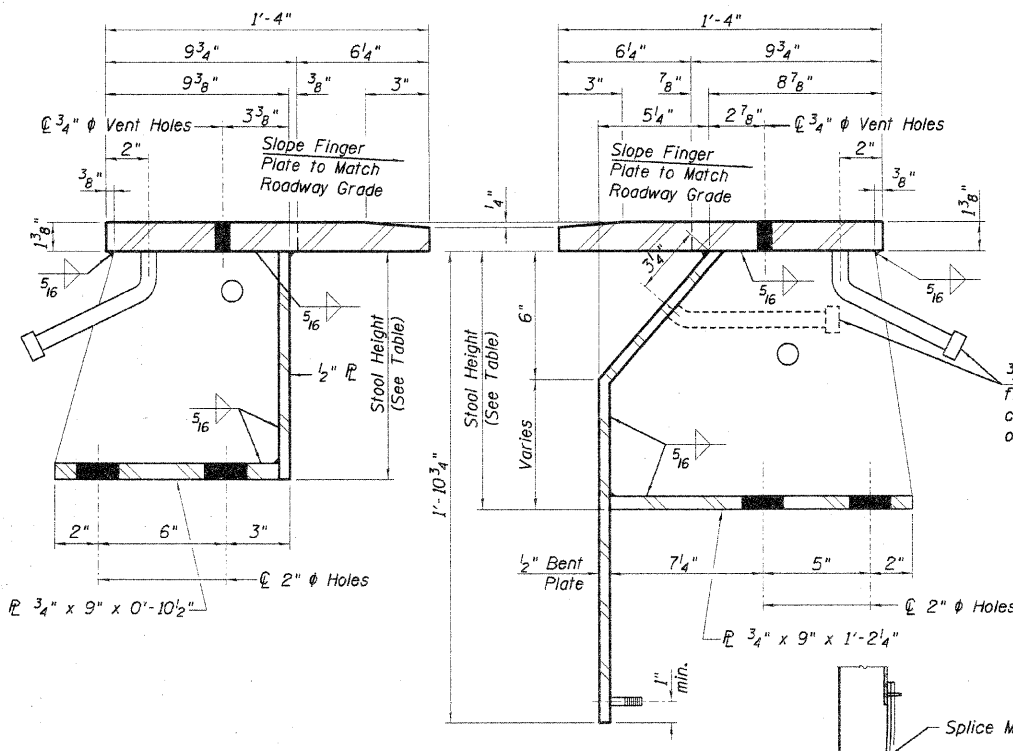 1'-4"
9 3/4"
6 1/4"
9 3/8"
3/8"
3"
3 3/8"
℄ 3/4" ϕ Vent Holes
2"
Slope Finger
Plate to Match
Roadway Grade
3/8"
1 3/8"
1/4"
5/16
5/16
Stool Height
(See Table)
1/2" ℙL
5/16
2"
6"
3"
℄ 2" ϕ Holes
ℙL 3/4" x 9" x 0'-10 1/2"
1'-4"
6 1/4"
9 3/4"
3"
7/8"
8 7/8"
5 1/4"
2 7/8"
℄ 3/4" ϕ Vent Holes
Slope Finger
Plate to Match
Roadway Grade
2"
3/8"
1 3/8"
3 1/4"
5/16
5/16
6"
Stool Height
(See Table)
Varies
1'-10 3/4"
5/16
1/2" Bent
Plate
7 1/4"
5"
2"
℄ 2" ϕ Holes
ℙL 3/4" x 9" x 1'-2 1/4"
1"
min.
Splice M